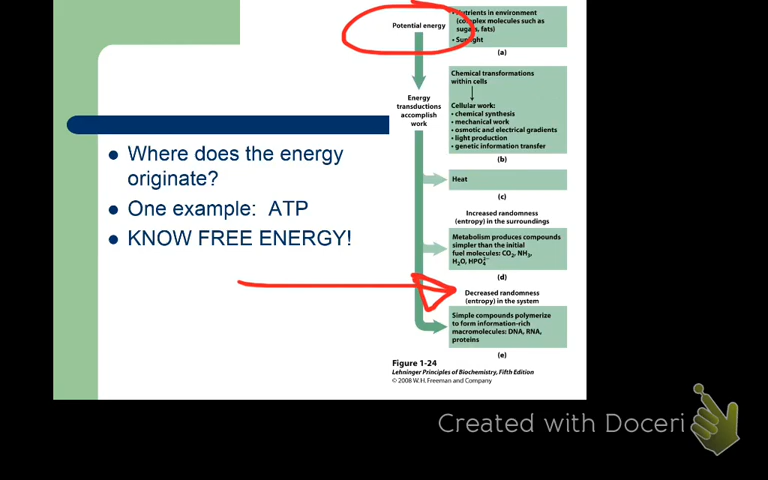 Where does the energy
originate?
One example: ATP
KNOW FREE ENERGY!
Potential energy
• Nutrients in environment
(complex molecules such as
sugars, fats)
• Sunlight
(a)
Energy
transductions
accomplish
work
Chemical transformations
within cells
Cellular work:
• chemical synthesis
• mechanical work
• osmotic and electrical gradients
• light production
• genetic information transfer
(b)
Heat
(c)
Increased randomness
(entropy) in the surroundings
Metabolism produces compounds
simpler than the initial
fuel molecules: CO₂, NH₃,
H₂O, HPO₄²⁻
(d)
Decreased randomness
(entropy) in the system
Simple compounds polymerize
to form information-rich
macromolecules: DNA, RNA,
proteins
(e)
Figure 1-24
Lehninger Principles of Biochemistry, Fifth Edition
© 2008 W. H. Freeman and Company
Created with Doceri